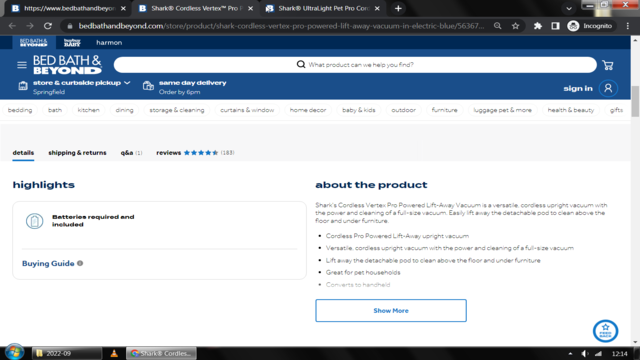 https://www.bedbathandbeyon
Shark® Cordless Vertex™ Pro P
Shark® UltraLight Pet Pro Cord
bedbathandbeyond.com/store/product/shark-cordless-vertex-pro-powered-lift-away-vacuum-in-electric-blue/56367...
Incognito
BED BATH & BEYOND
buybuy BABY
harmon
BED BATH &
BEYOND
What product can we help you find?
store & curbside pickup
Springfield
same day delivery
Order by 6pm
sign in
bedding
bath
kitchen
dining
storage & cleaning
curtains & window
home decor
baby & kids
outdoor
furniture
luggage pet & more
health & beauty
gifts
details
shipping & returns
q&a (1)
reviews
(183)
highlights
Batteries required and
included
Buying Guide
about the product
Shark's Cordless Vertex Pro Powered Lift-Away Vacuum is a versatile, cordless upright vacuum with
the power and cleaning of a full-size vacuum. Easily lift away the detachable pod to clean above the
floor and under furniture.
• Cordless Pro Powered Lift-Away upright vacuum
• Versatile, cordless upright vacuum with the power and cleaning of a full-size vacuum
• Lift away the detachable pod to clean above the floor and under furniture
• Great for pet households
• Converts to handheld
Show More
FEED
BACK
2022-09
Shark® Cordles...
12:14